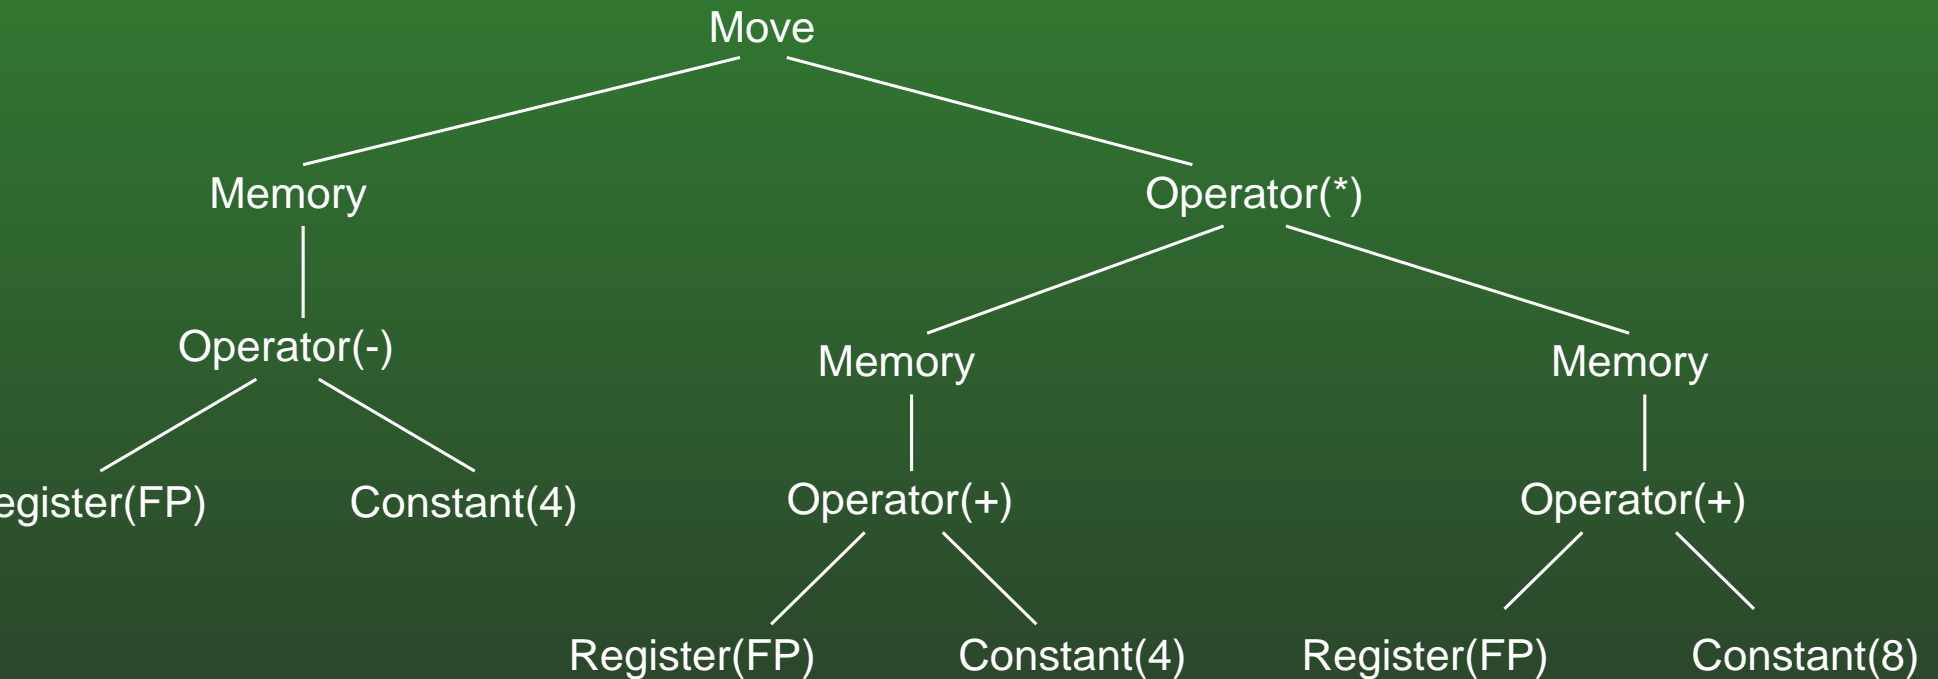 Move
Memory Operator(*)
Operator(-)
Memory Memory
egister(FP) Constant(4) Operator(+) Operator(+)
Register(FP) Constant(4) Register(FP) Constant(8)